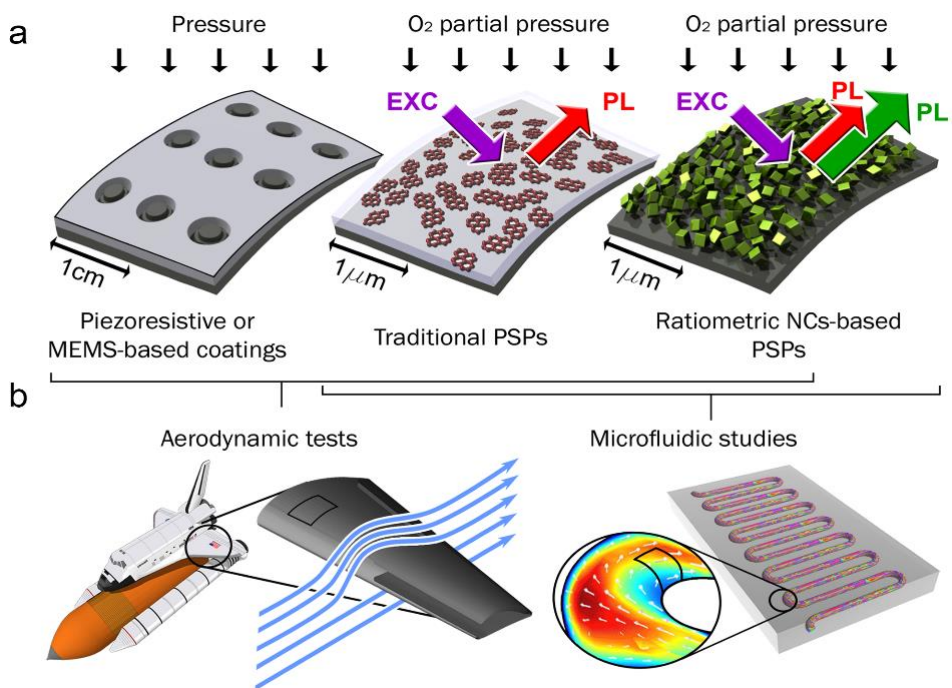 a
Pressure
O₂ partial pressure
O₂ partial pressure
EXC
PL
EXC
PL
PL
1cm
1μm
1μm
Piezoresistive or
MEMS-based coatings
Traditional PSPs
Ratiometric NCs-based
PSPs
b
Aerodynamic tests
Microfluidic studies